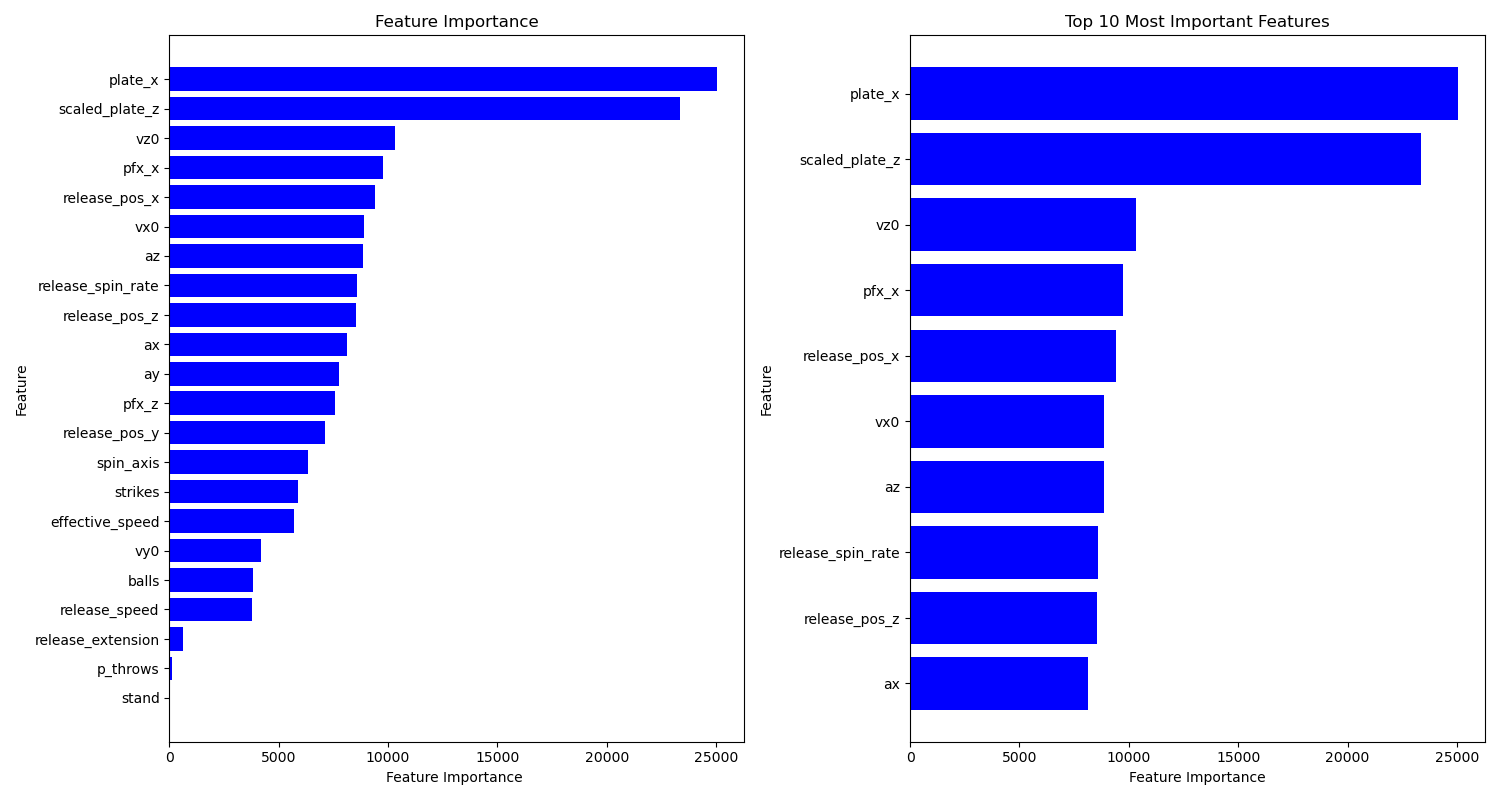 Feature Importance
Feature
plate_x
scaled_plate_z
vz0
pfx_x
release_pos_x
vx0
az
release_spin_rate
release_pos_z
ax
ay
pfx_z
release_pos_y
spin_axis
strikes
effective_speed
vy0
balls
release_speed
release_extension
p_throws
stand
0 5000 10000 15000 20000 25000
Feature Importance
Top 10 Most Important Features
Feature
plate_x
scaled_plate_z
vz0
pfx_x
release_pos_x
vx0
az
release_spin_rate
release_pos_z
ax
0 5000 10000 15000 20000 25000
Feature Importance